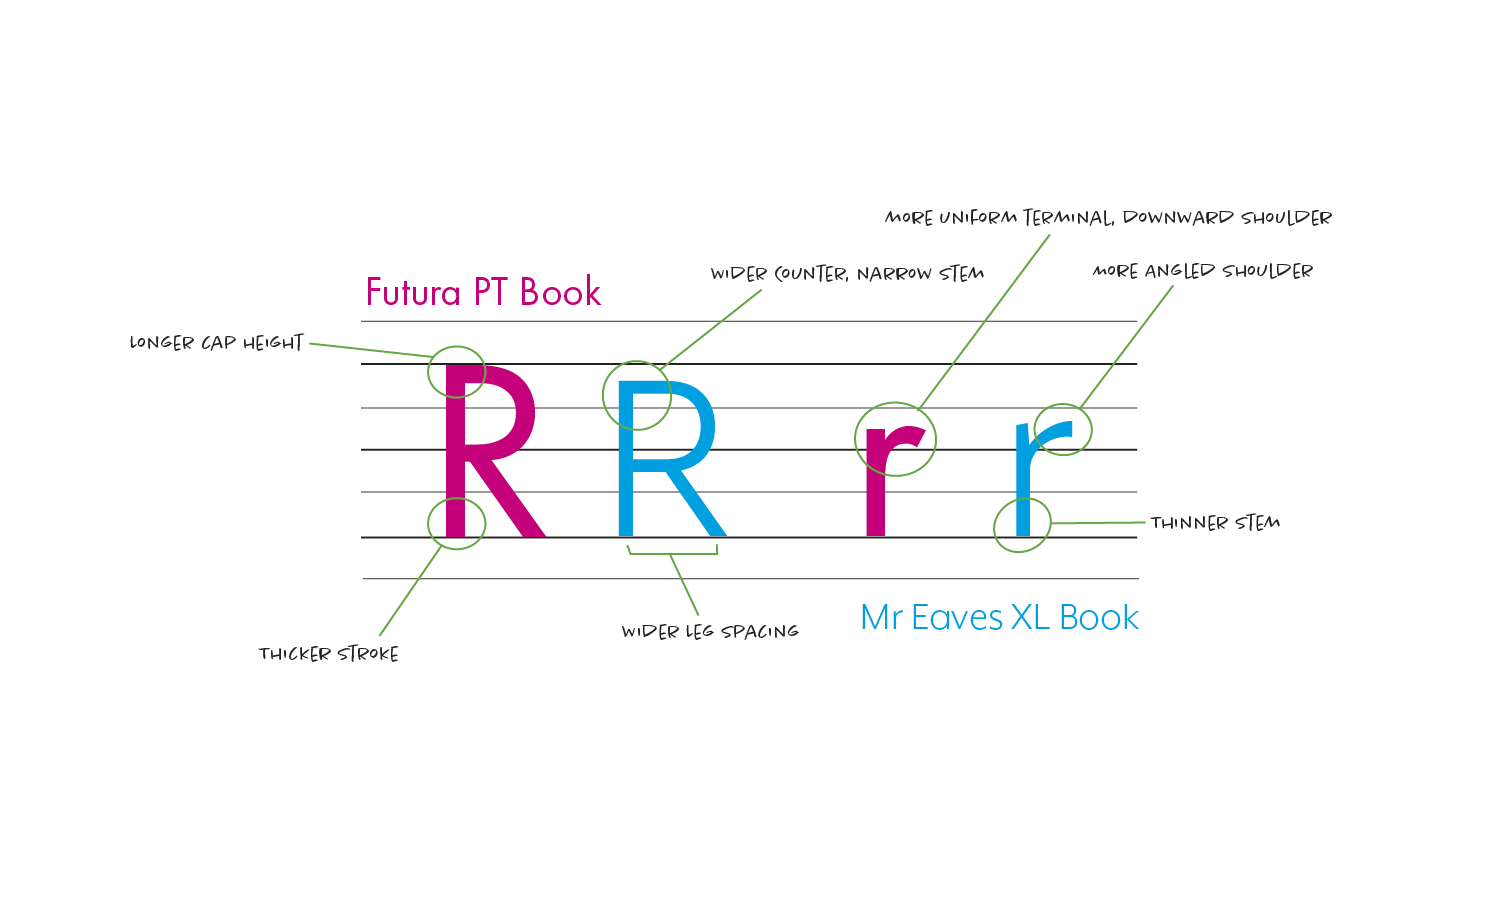 MORE UNIFORM TERMINAL, DOWNWARD SHOULDER
WIDER COUNTER, NARROW STEM
MORE ANGLED SHOULDER
Futura PT Book
LONGER CAP HEIGHT
R R r r
THINNER STEM
Mr Eaves XL Book
WIDER LEG SPACING
THICKER STROKE